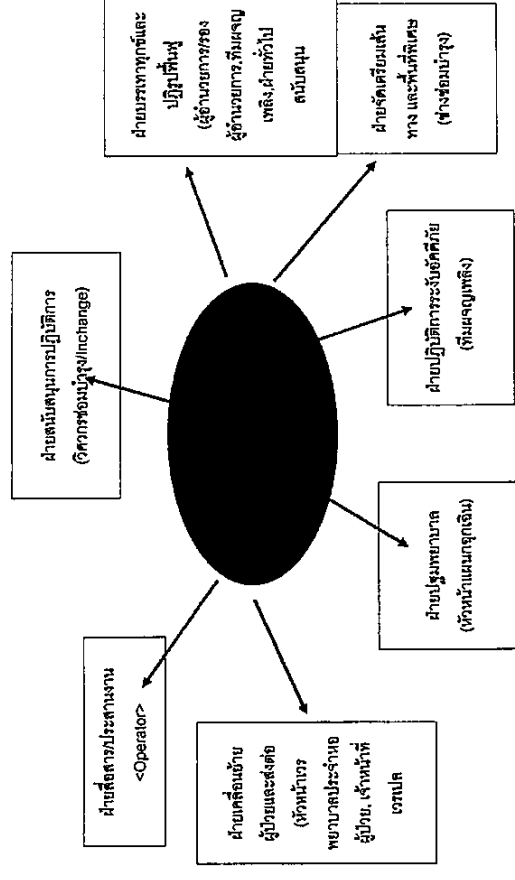 ฝ่ายสื่อสาร/ประสานงาน
<Operator>
ฝ่ายสนับสนุนการปฏิบัติการ
(วิศวกรซ่อมบำรุง/Incharge)
ฝ่ายบรรเทาทุกข์และ
ปฏิรูปฟื้นฟู
(ผู้อำนวยการ/รอง
ผู้อำนวยการ,ทีมผจญ
เพลิง,ฝ่ายทั่วไป
สนับสนุน
ฝ่ายเคลื่อนย้าย
ผู้ป่วยและส่งต่อ
(หัวหน้าเวร
พยาบาลประจำหอ
ผู้ป่วย, เจ้าหน้าที่
เวรเปล
ฝ่ายปฐมพยาบาล
(หัวหน้าแผนกฉุกเฉิน)
ฝ่ายปฏิบัติการระงับอัคคีภัย
(ทีมผจญเพลิง)
ฝ่ายจัดเตรียมเส้น
ทาง และพื้นที่พิเศษ
(ช่างซ่อมบำรุง)